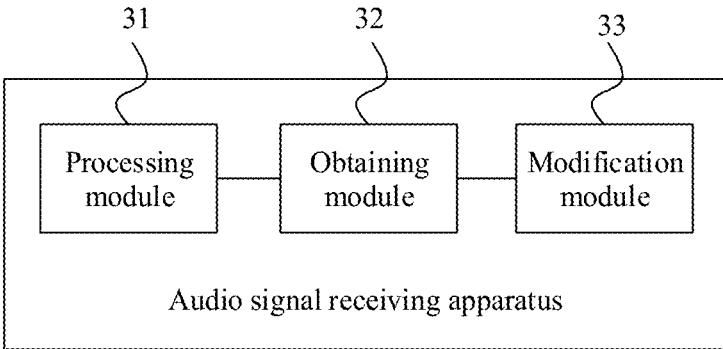 31 32 33
Processing Obtaining Modification
module module module
Audio signal receiving apparatus